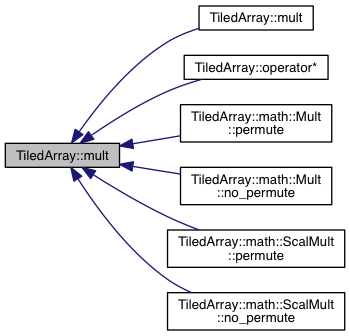 TiledArray::mult
TiledArray::operator*
TiledArray::math::Mult
::permute
TiledArray::mult
TiledArray::math::Mult
::no_permute
TiledArray::math::ScalMult
::permute
TiledArray::math::ScalMult
::no_permute